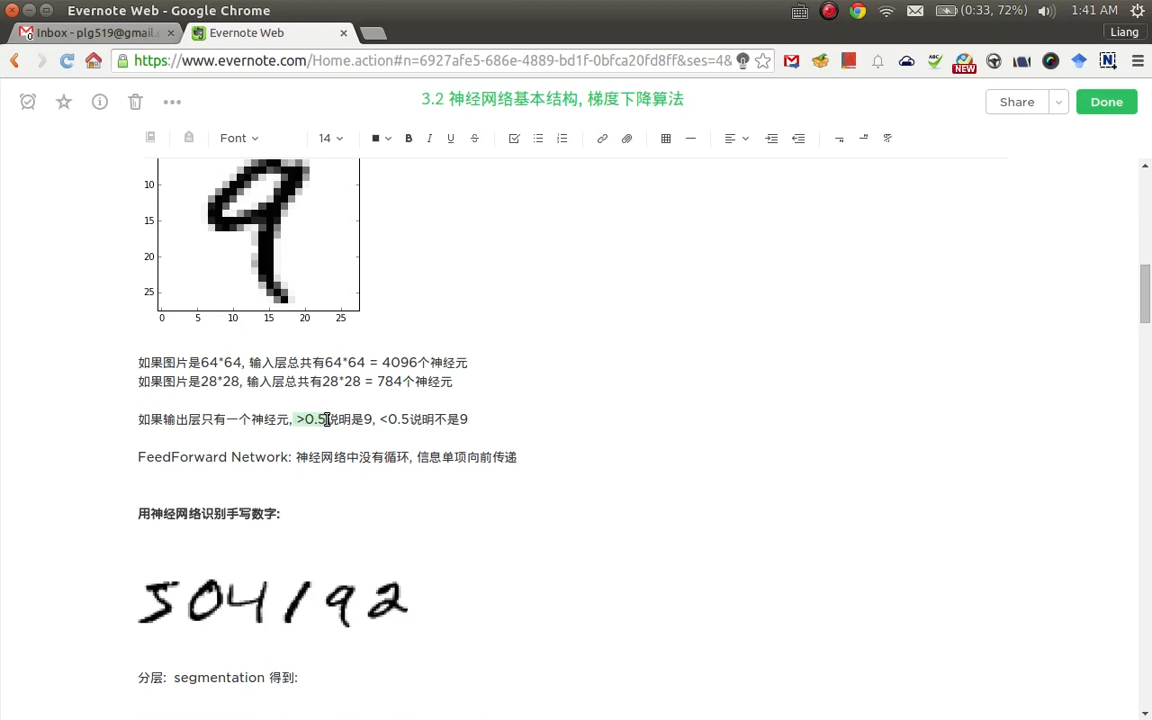 Evernote Web - Google Chrome
(0:33, 72%)
1:41 AM
Inbox - plg519@gmail.
Evernote Web
Liang
https://www.evernote.com/Home.action#n=6927afe5-686e-4889-bd1f-0bfca20fd8ff&ses=4&
NEW
3.2 神经网络基本结构, 梯度下降算法
Share
Done
Font
14
B I U
10
15
20
25
0 5 10 15 20 25
如果图片是64*64, 输入层总共有64*64 = 4096个神经元
如果图片是28*28, 输入层总共有28*28 = 784个神经元
如果输出层只有一个神经元, >0.5说明是9, <0.5说明不是9
FeedForward Network: 神经网络中没有循环, 信息单项向前传递
用神经网络识别手写数字:
504192
分层: segmentation 得到: